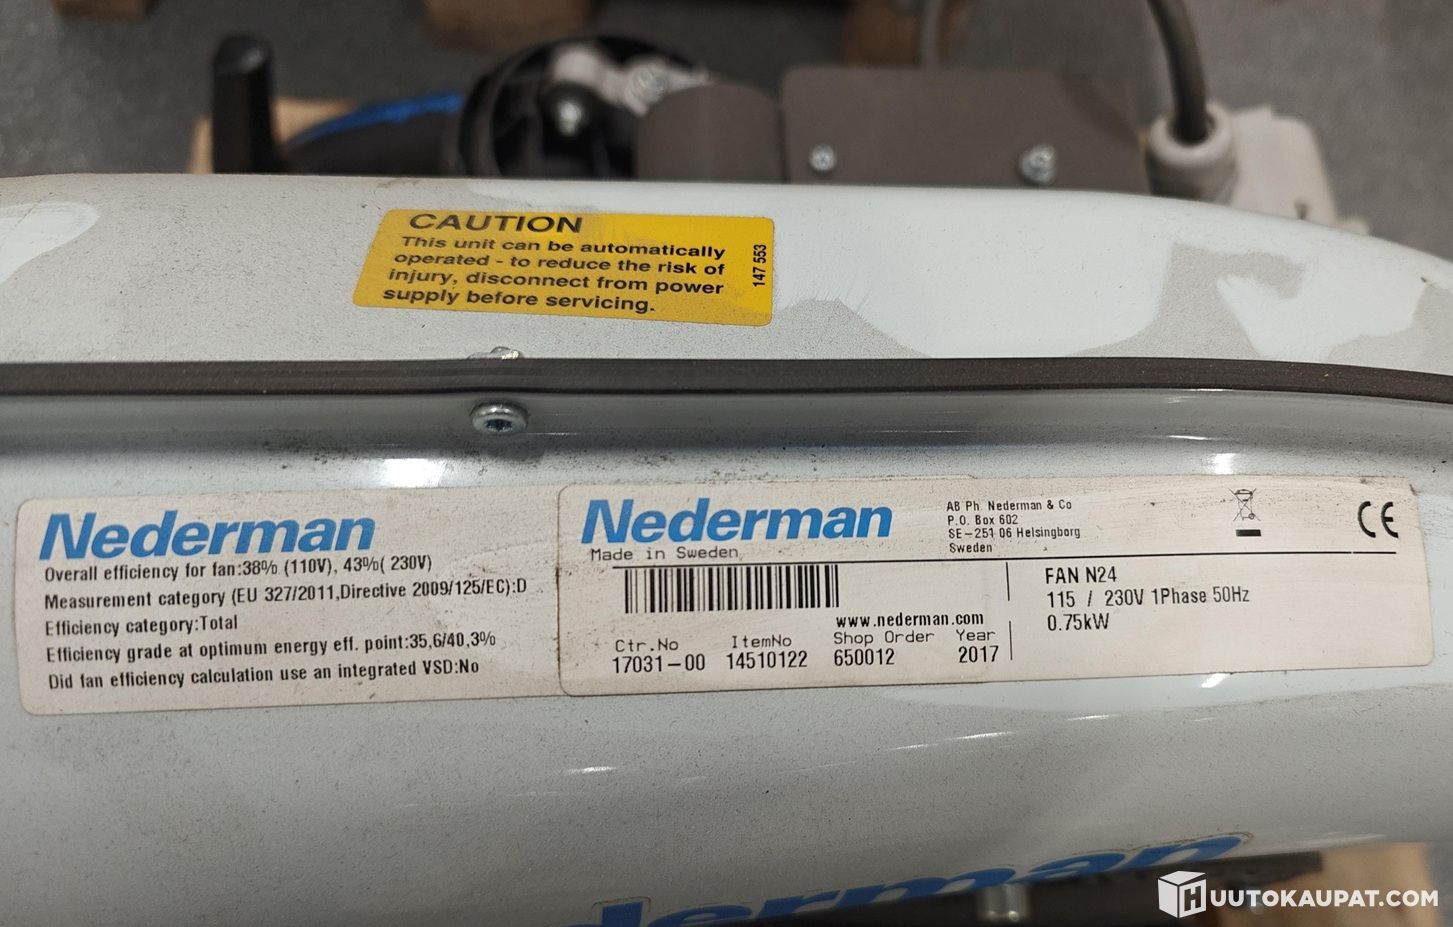 CAUTION
This unit can be automatically
operated - to reduce the risk of
injury, disconnect from power
supply before servicing.
147 553
Nederman
Overall efficiency for fan:38% (110V), 43%( 230V)
Measurement category (EU 327/2011,Directive 2009/125/EC):D
Efficiency category:Total
Efficiency grade at optimum energy eff. point:35,6/40,3%
Did fan efficiency calculation use an integrated VSD:No
Nederman
Made in Sweden
AB Ph. Nederman & Co
P.O. Box 602
SE-251 06 Helsingborg
Sweden
CE
www.nederman.com
Ctr.No ItemNo Shop Order Year
17031-00 14510122 650012 2017
FAN N24
115 / 230V 1Phase 50Hz
0.75kW
Nederman
HUUTOKAUPAT.COM